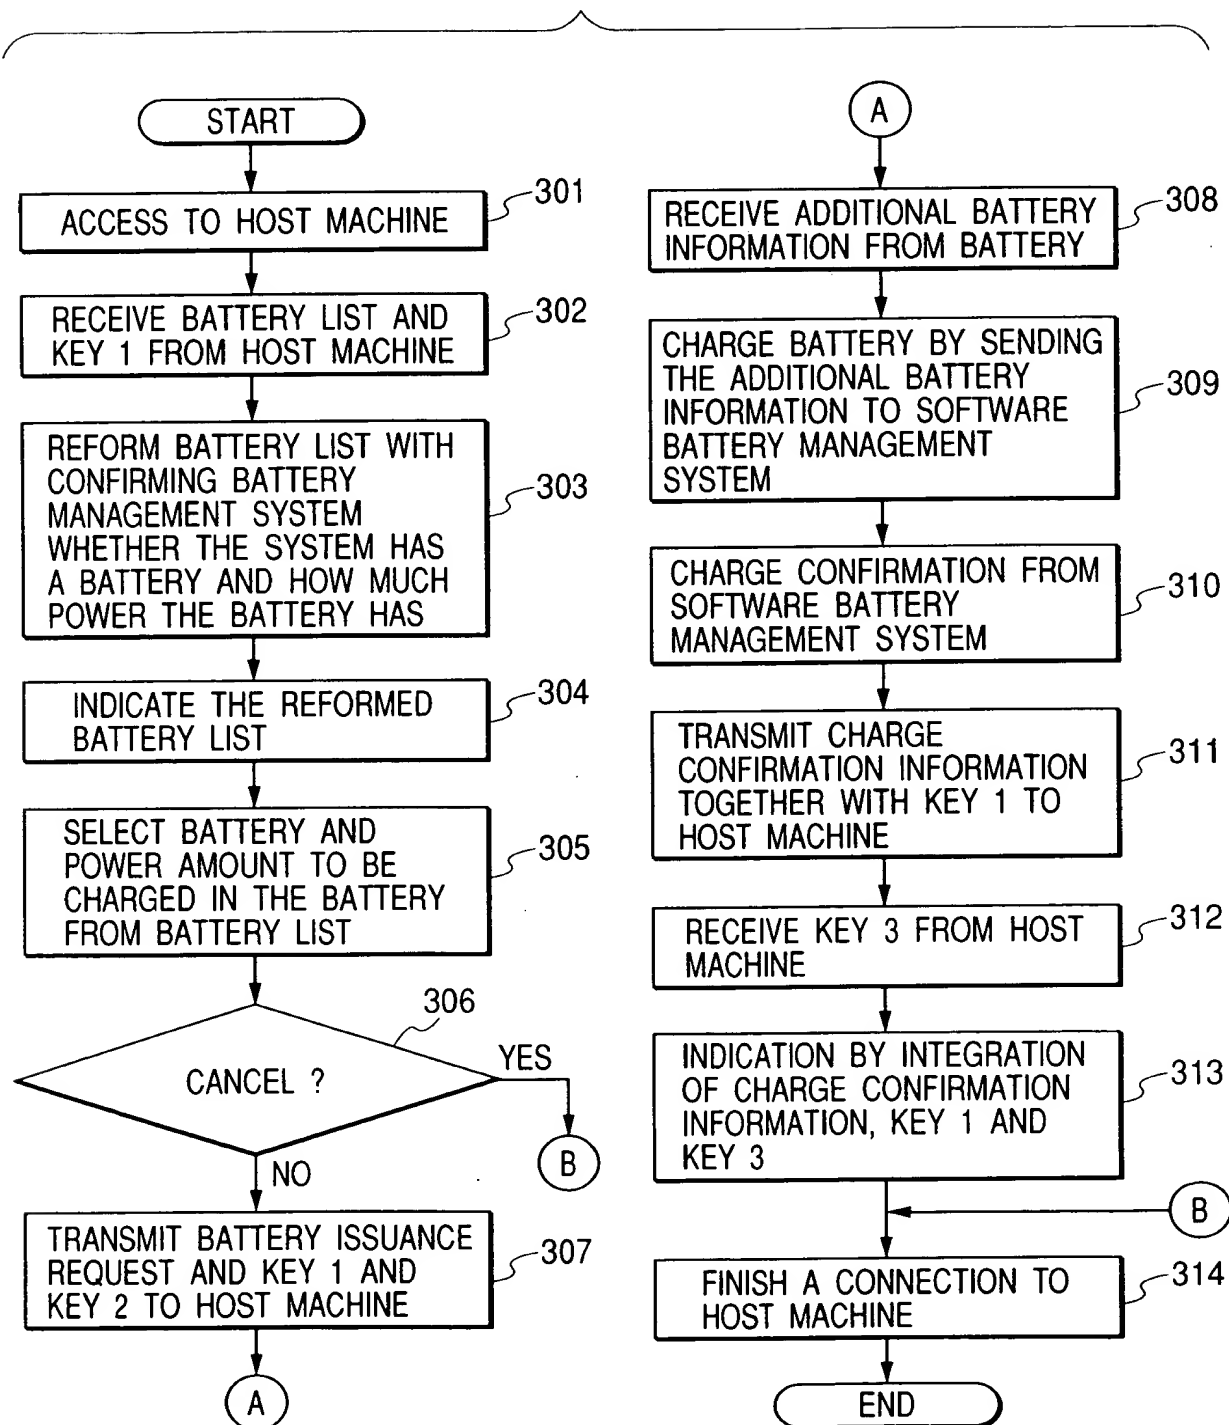 START
ACCESS TO HOST MACHINE
301
RECEIVE BATTERY LIST AND
KEY 1 FROM HOST MACHINE
302
REFORM BATTERY LIST WITH
CONFIRMING BATTERY
MANAGEMENT SYSTEM
WHETHER THE SYSTEM HAS
A BATTERY AND HOW MUCH
POWER THE BATTERY HAS
303
INDICATE THE REFORMED
BATTERY LIST
304
SELECT BATTERY AND
POWER AMOUNT TO BE
CHARGED IN THE BATTERY
FROM BATTERY LIST
305
306
CANCEL ?
YES
B
NO
TRANSMIT BATTERY ISSUANCE
REQUEST AND KEY 1 AND
KEY 2 TO HOST MACHINE
307
A
A
RECEIVE ADDITIONAL BATTERY
INFORMATION FROM BATTERY
308
CHARGE BATTERY BY SENDING
THE ADDITIONAL BATTERY
INFORMATION TO SOFTWARE
BATTERY MANAGEMENT
SYSTEM
309
CHARGE CONFIRMATION FROM
SOFTWARE BATTERY
MANAGEMENT SYSTEM
310
TRANSMIT CHARGE
CONFIRMATION INFORMATION
TOGETHER WITH KEY 1 TO
HOST MACHINE
311
RECEIVE KEY 3 FROM HOST
MACHINE
312
INDICATION BY INTEGRATION
OF CHARGE CONFIRMATION
INFORMATION, KEY 1 AND
KEY 3
313
B
FINISH A CONNECTION TO
HOST MACHINE
314
END